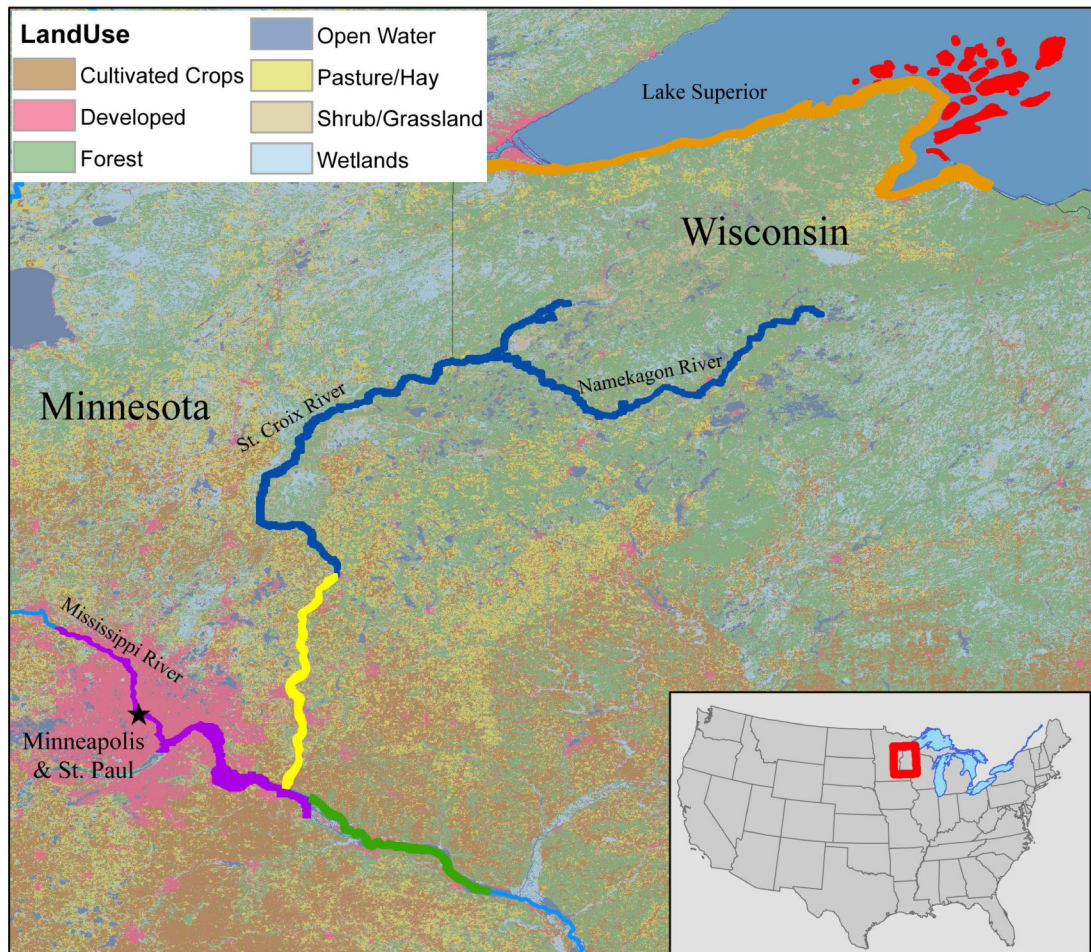 LandUse
Cultivated Crops
Developed
Forest
Open Water
Pasture/Hay
Shrub/Grassland
Wetlands
Lake Superior
Wisconsin
Minnesota
St. Croix River
Namekagon River
Mississippi River
Minneapolis
& St. Paul